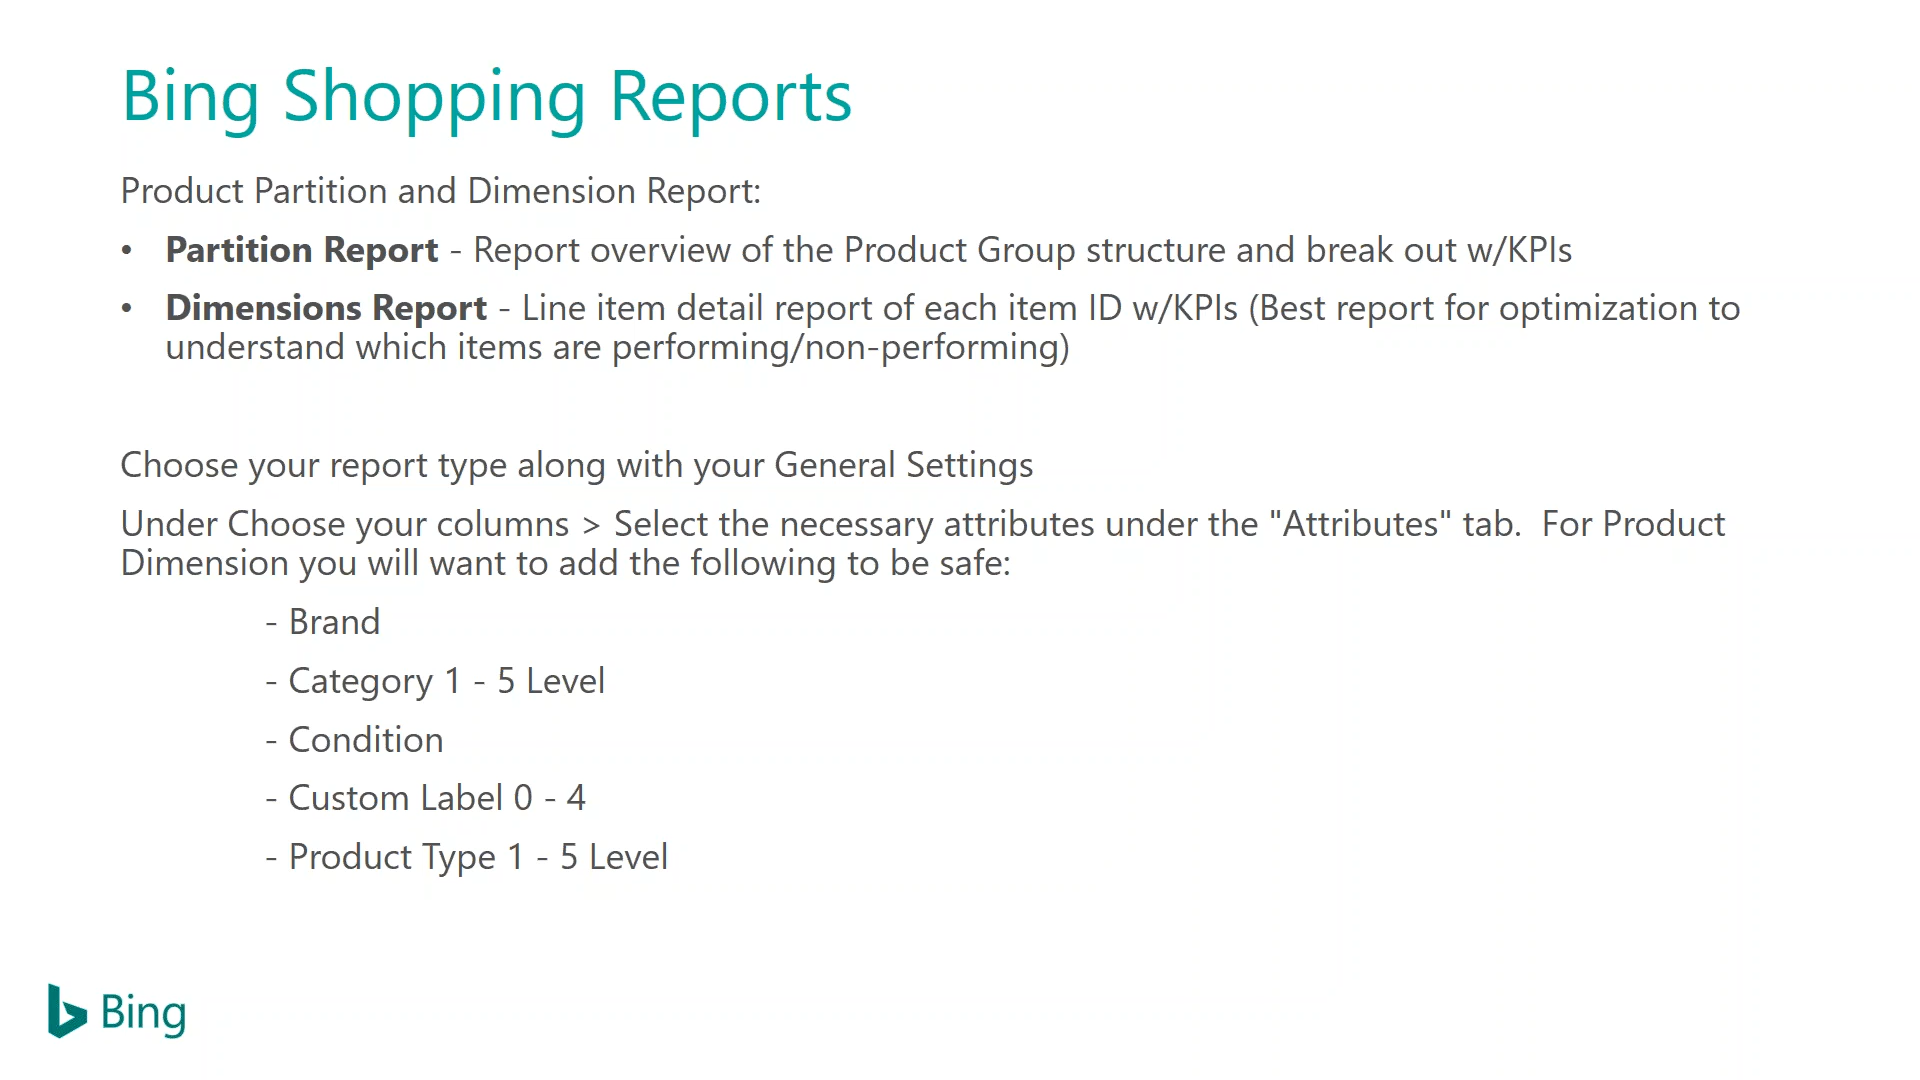 Bing Shopping Reports
Product Partition and Dimension Report:
• Partition Report - Report overview of the Product Group structure and break out w/KPIs
• Dimensions Report - Line item detail report of each item ID w/KPIs (Best report for optimization to
understand which items are performing/non-performing)
Choose your report type along with your General Settings
Under Choose your columns > Select the necessary attributes under the "Attributes" tab.  For Product
Dimension you will want to add the following to be safe:
- Brand
- Category 1 - 5 Level
- Condition
- Custom Label 0 - 4
- Product Type 1 - 5 Level
Bing